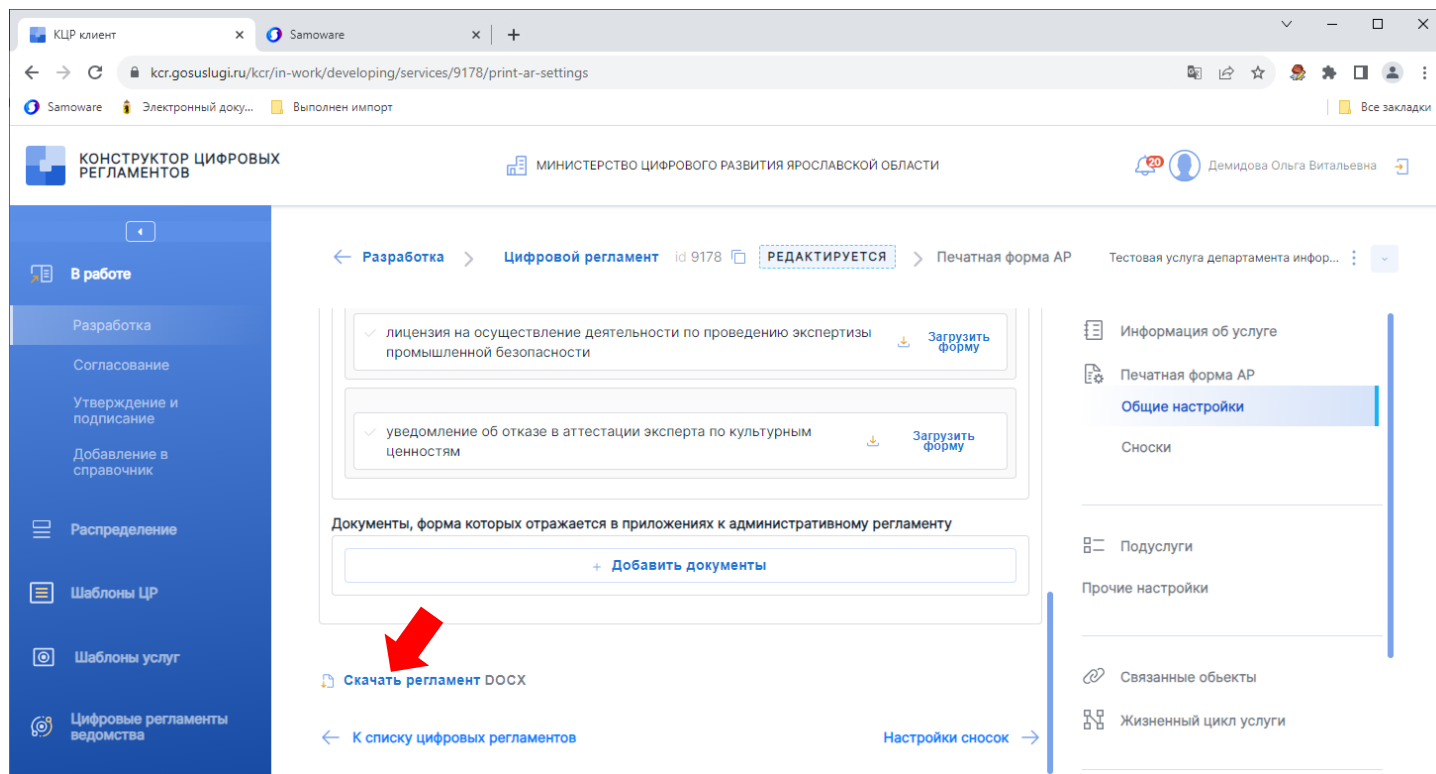 КЦР клиент
Samoware
kcr.gosuslugi.ru/kcr/in-work/developing/services/9178/print-ar-settings
Samoware
Электронный доку...
Выполнен импорт
Все закладки
КОНСТРУКТОР ЦИФРОВЫХ
РЕГЛАМЕНТОВ
МИНИСТЕРСТВО ЦИФРОВОГО РАЗВИТИЯ ЯРОСЛАВСКОЙ ОБЛАСТИ
20
Демидова Ольга Витальевна
В работе
Разработка
Согласование
Утверждение и
подписание
Добавление в
справочник
Распределение
Шаблоны ЦР
Шаблоны услуг
Цифровые регламенты
ведомства
Разработка
Цифровой регламент id 9178 РЕДАКТИРУЕТСЯ
Печатная форма АР
Тестовая услуга департамента инфор...
лицензия на осуществление деятельности по проведению экспертизы
промышленной безопасности
Загрузить
форму
уведомление об отказе в аттестации эксперта по культурным
ценностям
Загрузить
форму
Документы, форма которых отражается в приложениях к административному регламенту
+ Добавить документы
Скачать регламент DOCX
К списку цифровых регламентов
Настройки сносок
Информация об услуге
Печатная форма АР
Общие настройки
Сноски
Подуслуги
Прочие настройки
Связанные объекты
Жизненный цикл услуги